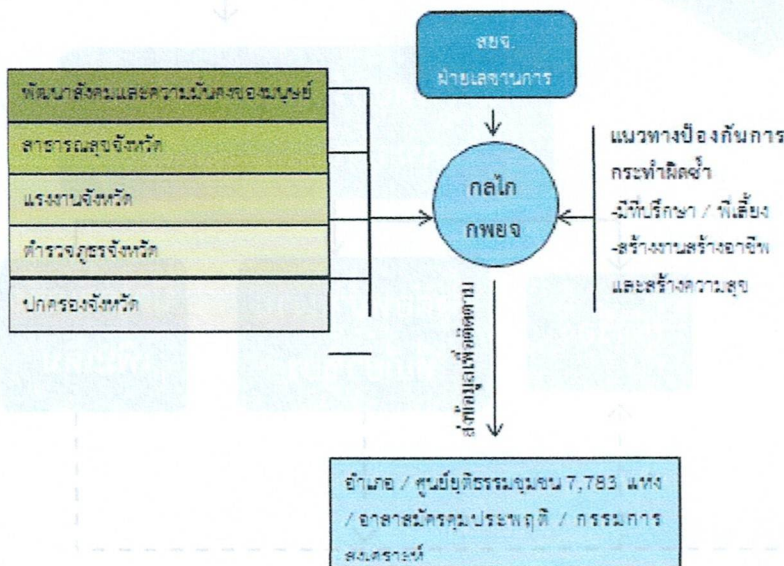 สยจ.
ฝ่ายเลขานุการ
พัฒนาสังคมและความมั่นคงของมนุษย์
สาธารณสุขจังหวัด
แรงงานจังหวัด
ตำรวจภูธรจังหวัด
ปกครองจังหวัด
กลไก
กพยจ
แนวทางป้องกันการ
กระทำผิดซ้ำ
-มีที่ปรึกษา / พี่เลี้ยง
-สร้างงานสร้างอาชีพ
และสร้างความสุข
ส่งข้อมูลเพื่อติดตาม
อำเภอ / ศูนย์ยุติธรรมชุมชน 7,783 แห่ง
/ อาสาสมัครคุมประพฤติ / กรรมการ
สงเคราะห์